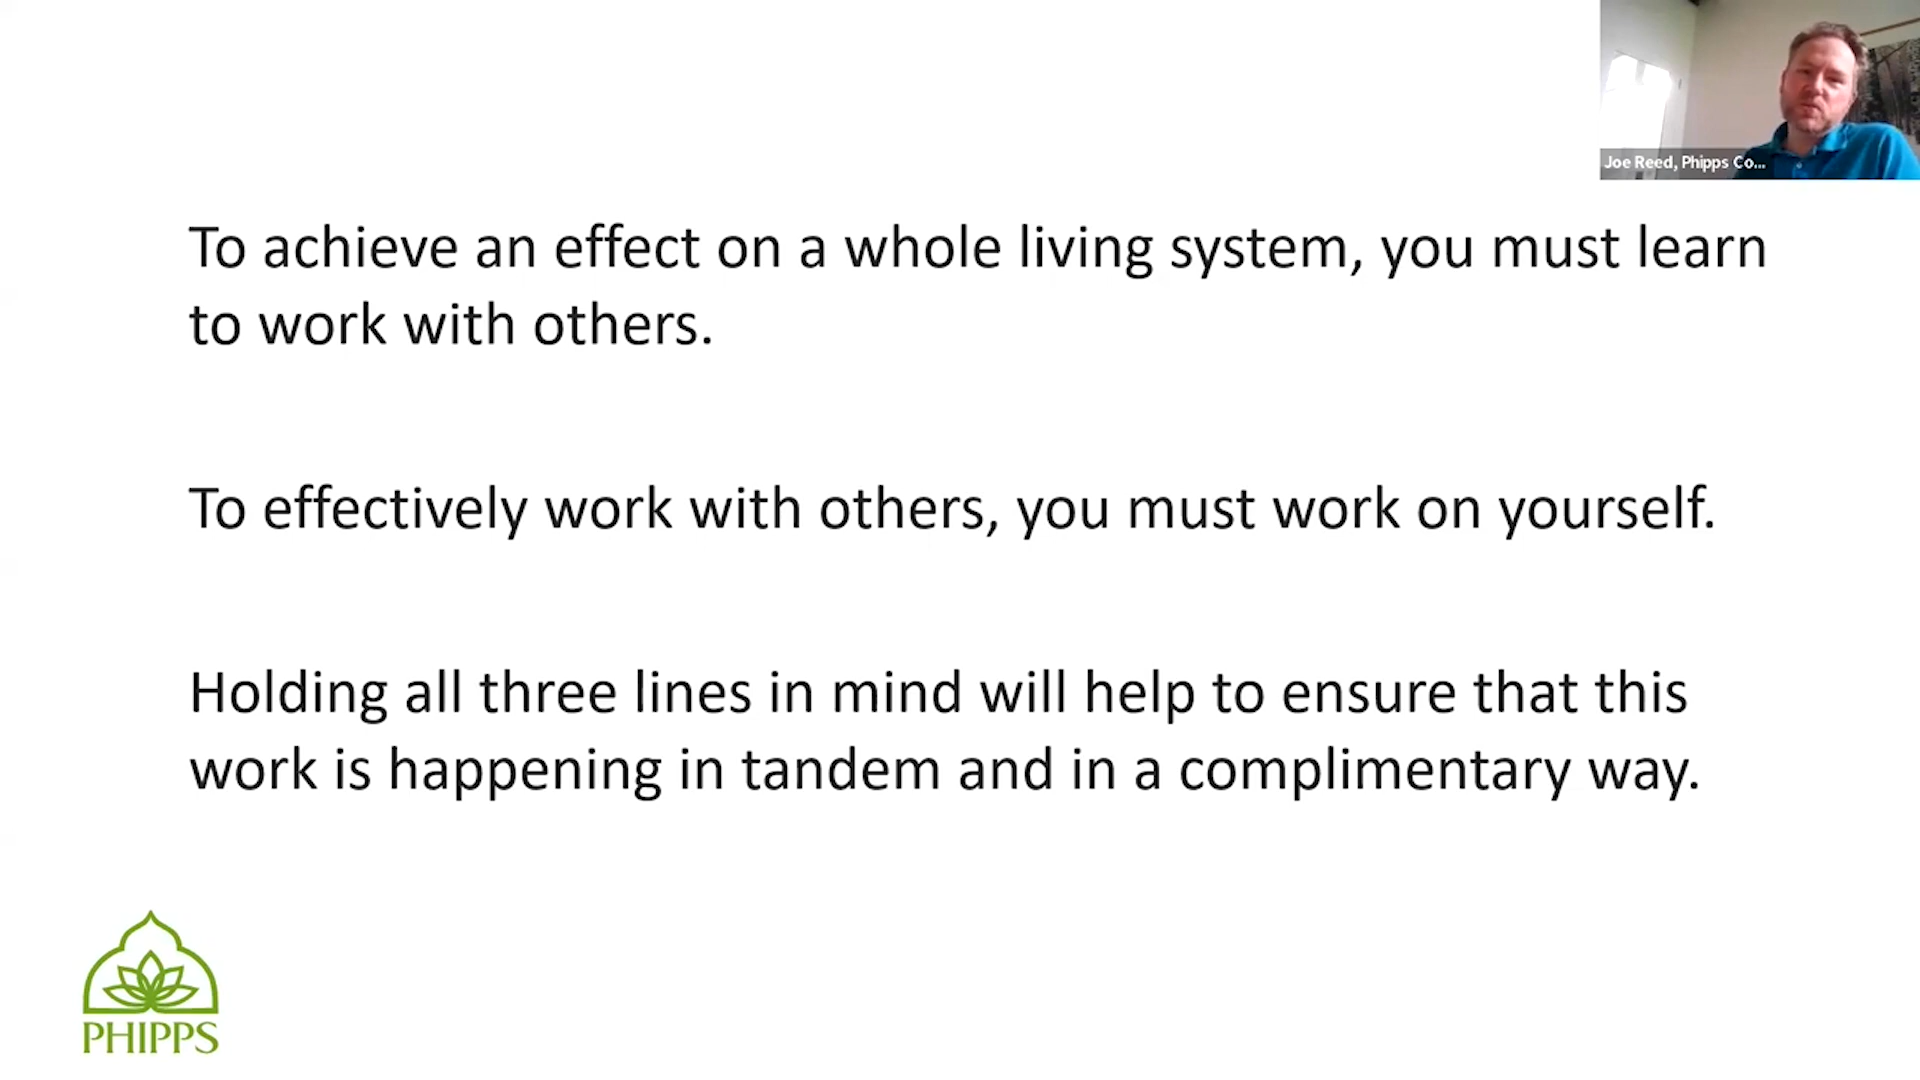 Joe Reed, Phipps Co...
To achieve an effect on a whole living system, you must learn
to work with others.
To effectively work with others, you must work on yourself.
Holding all three lines in mind will help to ensure that this
work is happening in tandem and in a complimentary way.
PHIPPS